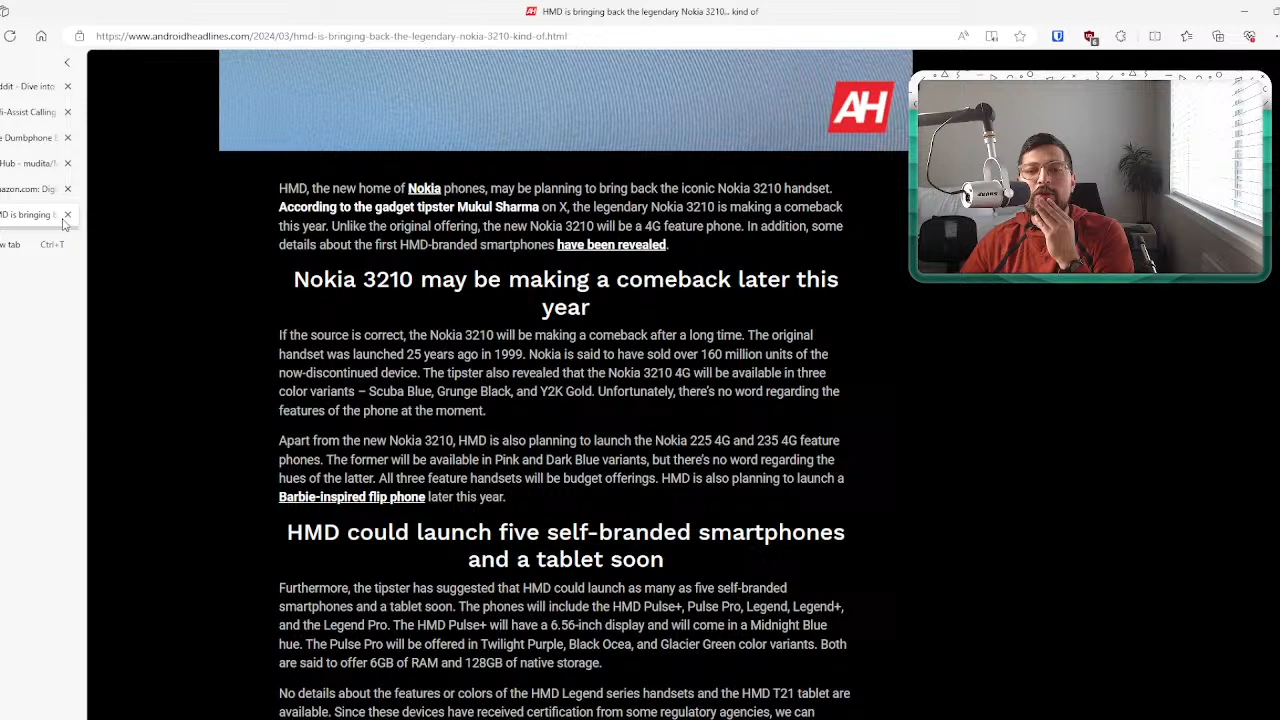 HMD is bringing back the legendary Nokia 3210... kind of
https://www.androidheadlines.com/2024/03/hmd-is-bringing-back-the-legendary-nokia-3210-kind-of.html
ddit - Dive into
i-Assist Calling
e Dumbphone
Hub - mudita/
azon.com: Digi
MD is bringing
w tab Ctrl+T
AH
HMD, the new home of Nokia phones, may be planning to bring back the iconic Nokia 3210 handset.
According to the gadget tipster Mukul Sharma on X, the legendary Nokia 3210 is making a comeback
this year. Unlike the original offering, the new Nokia 3210 will be a 4G feature phone. In addition, some
details about the first HMD-branded smartphones have been revealed.
Nokia 3210 may be making a comeback later this
year
If the source is correct, the Nokia 3210 will be making a comeback after a long time. The original
handset was launched 25 years ago in 1999. Nokia is said to have sold over 160 million units of the
now-discontinued device. The tipster also revealed that the Nokia 3210 4G will be available in three
color variants – Scuba Blue, Grunge Black, and Y2K Gold. Unfortunately, there's no word regarding the
features of the phone at the moment.
Apart from the new Nokia 3210, HMD is also planning to launch the Nokia 225 4G and 235 4G feature
phones. The former will be available in Pink and Dark Blue variants, but there's no word regarding the
hues of the latter. All three feature handsets will be budget offerings. HMD is also planning to launch a
Barbie-inspired flip phone later this year.
HMD could launch five self-branded smartphones
and a tablet soon
Furthermore, the tipster has suggested that HMD could launch as many as five self-branded
smartphones and a tablet soon. The phones will include the HMD Pulse+, Pulse Pro, Legend, Legend+,
and the Legend Pro. The HMD Pulse+ will have a 6.56-inch display and will come in a Midnight Blue
hue. The Pulse Pro will be offered in Twilight Purple, Black Ocea, and Glacier Green color variants. Both
are said to offer 6GB of RAM and 128GB of native storage.
No details about the features or colors of the HMD Legend series handsets and the HMD T21 tablet are
available. Since these devices have received certification from some regulatory agencies, we can